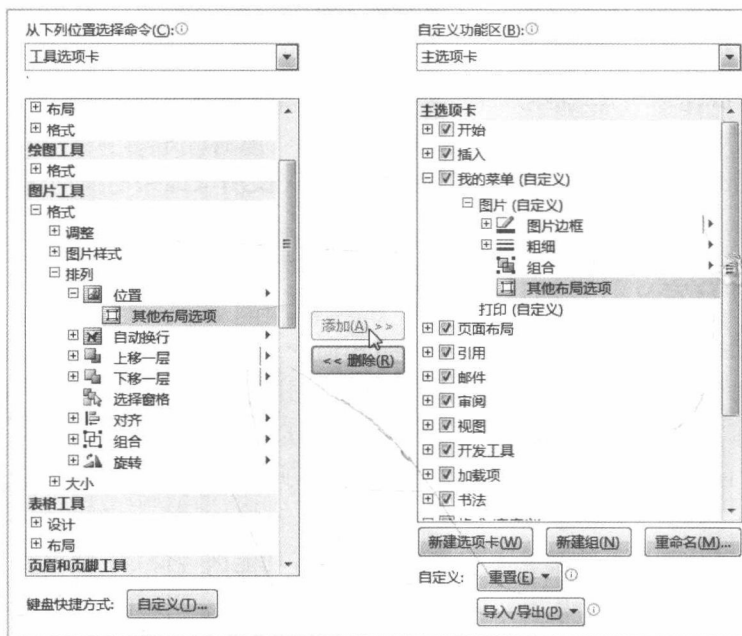 从下列位置选择命令(C):
工具选项卡
布局
格式
绘图工具
格式
图片工具
格式
调整
图片样式
排列
位置
其他布局选项
自动换行
上移一层
下移一层
选择窗格
对齐
组合
旋转
大小
表格工具
设计
布局
页眉和页脚工具
键盘快捷方式: 自定义(T)...
添加(A) >>
<< 删除(R)
自定义功能区(B):
主选项卡
主选项卡
开始
插入
我的菜单 (自定义)
图片 (自定义)
图片边框
粗细
组合
其他布局选项
打印 (自定义)
页面布局
引用
邮件
审阅
视图
开发工具
加载项
书法
新建选项卡(W) 新建组(N) 重命名(M)...
自定义: 重置(E)
导入/导出(P)